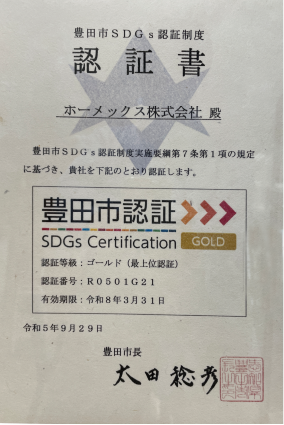 豊田市SDGs認証制度
認証書
ホーメックス株式会社 殿
豊田市SDGs認証制度実施要綱第7条第1項の規定
に基づき、貴社を下記のとおり認証します。
豊田市認証
SDGs Certification GOLD
認証等級：ゴールド（最上位認証）
認証番号：R0501G21
有効期限：令和8年3月31日
令和5年9月29日
豊田市長
太田稔彦